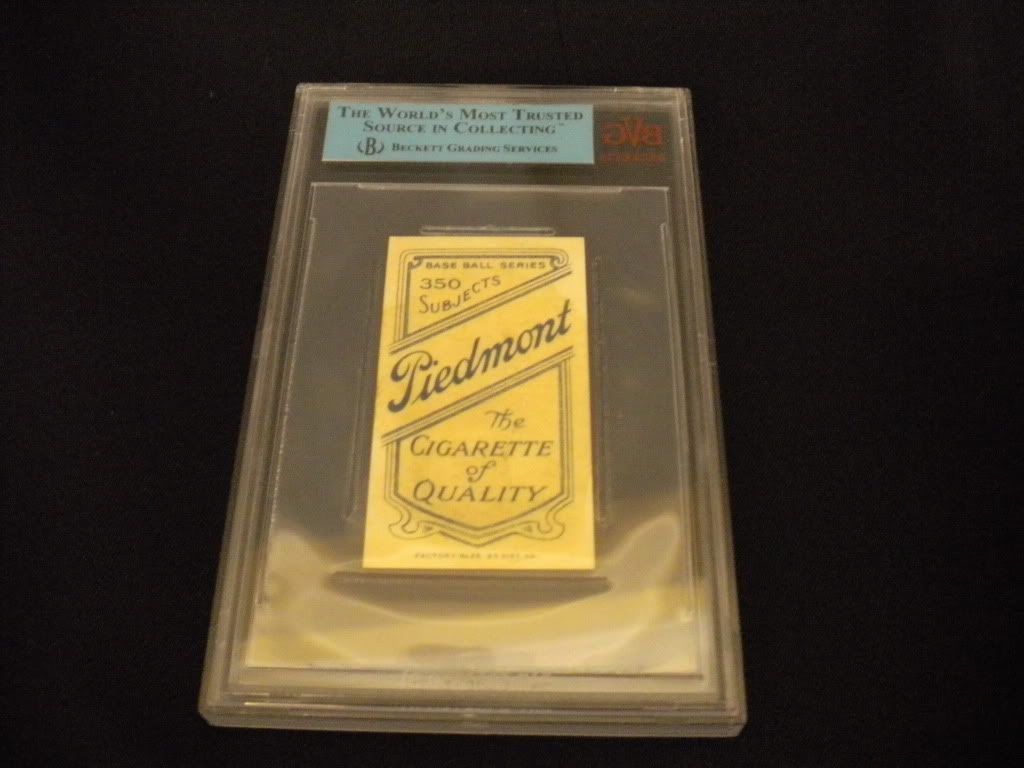 THE WORLD'S MOST TRUSTED
SOURCE IN COLLECTING™
B BECKETT GRADING SERVICES
BVG
BASE BALL SERIES
350
SUBJECTS
Piedmont
The
CIGARETTE
of
QUALITY